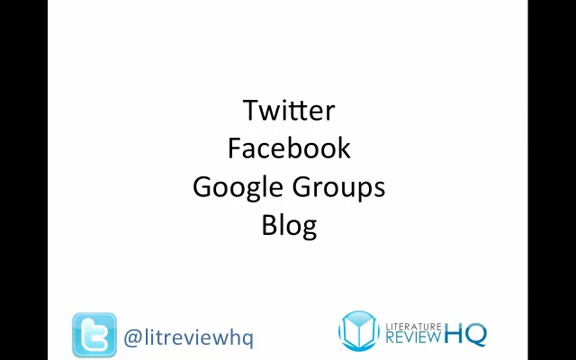 Twitter
Facebook
Google Groups
Blog
@litreviewhq
LITERATURE
REVIEW HQ